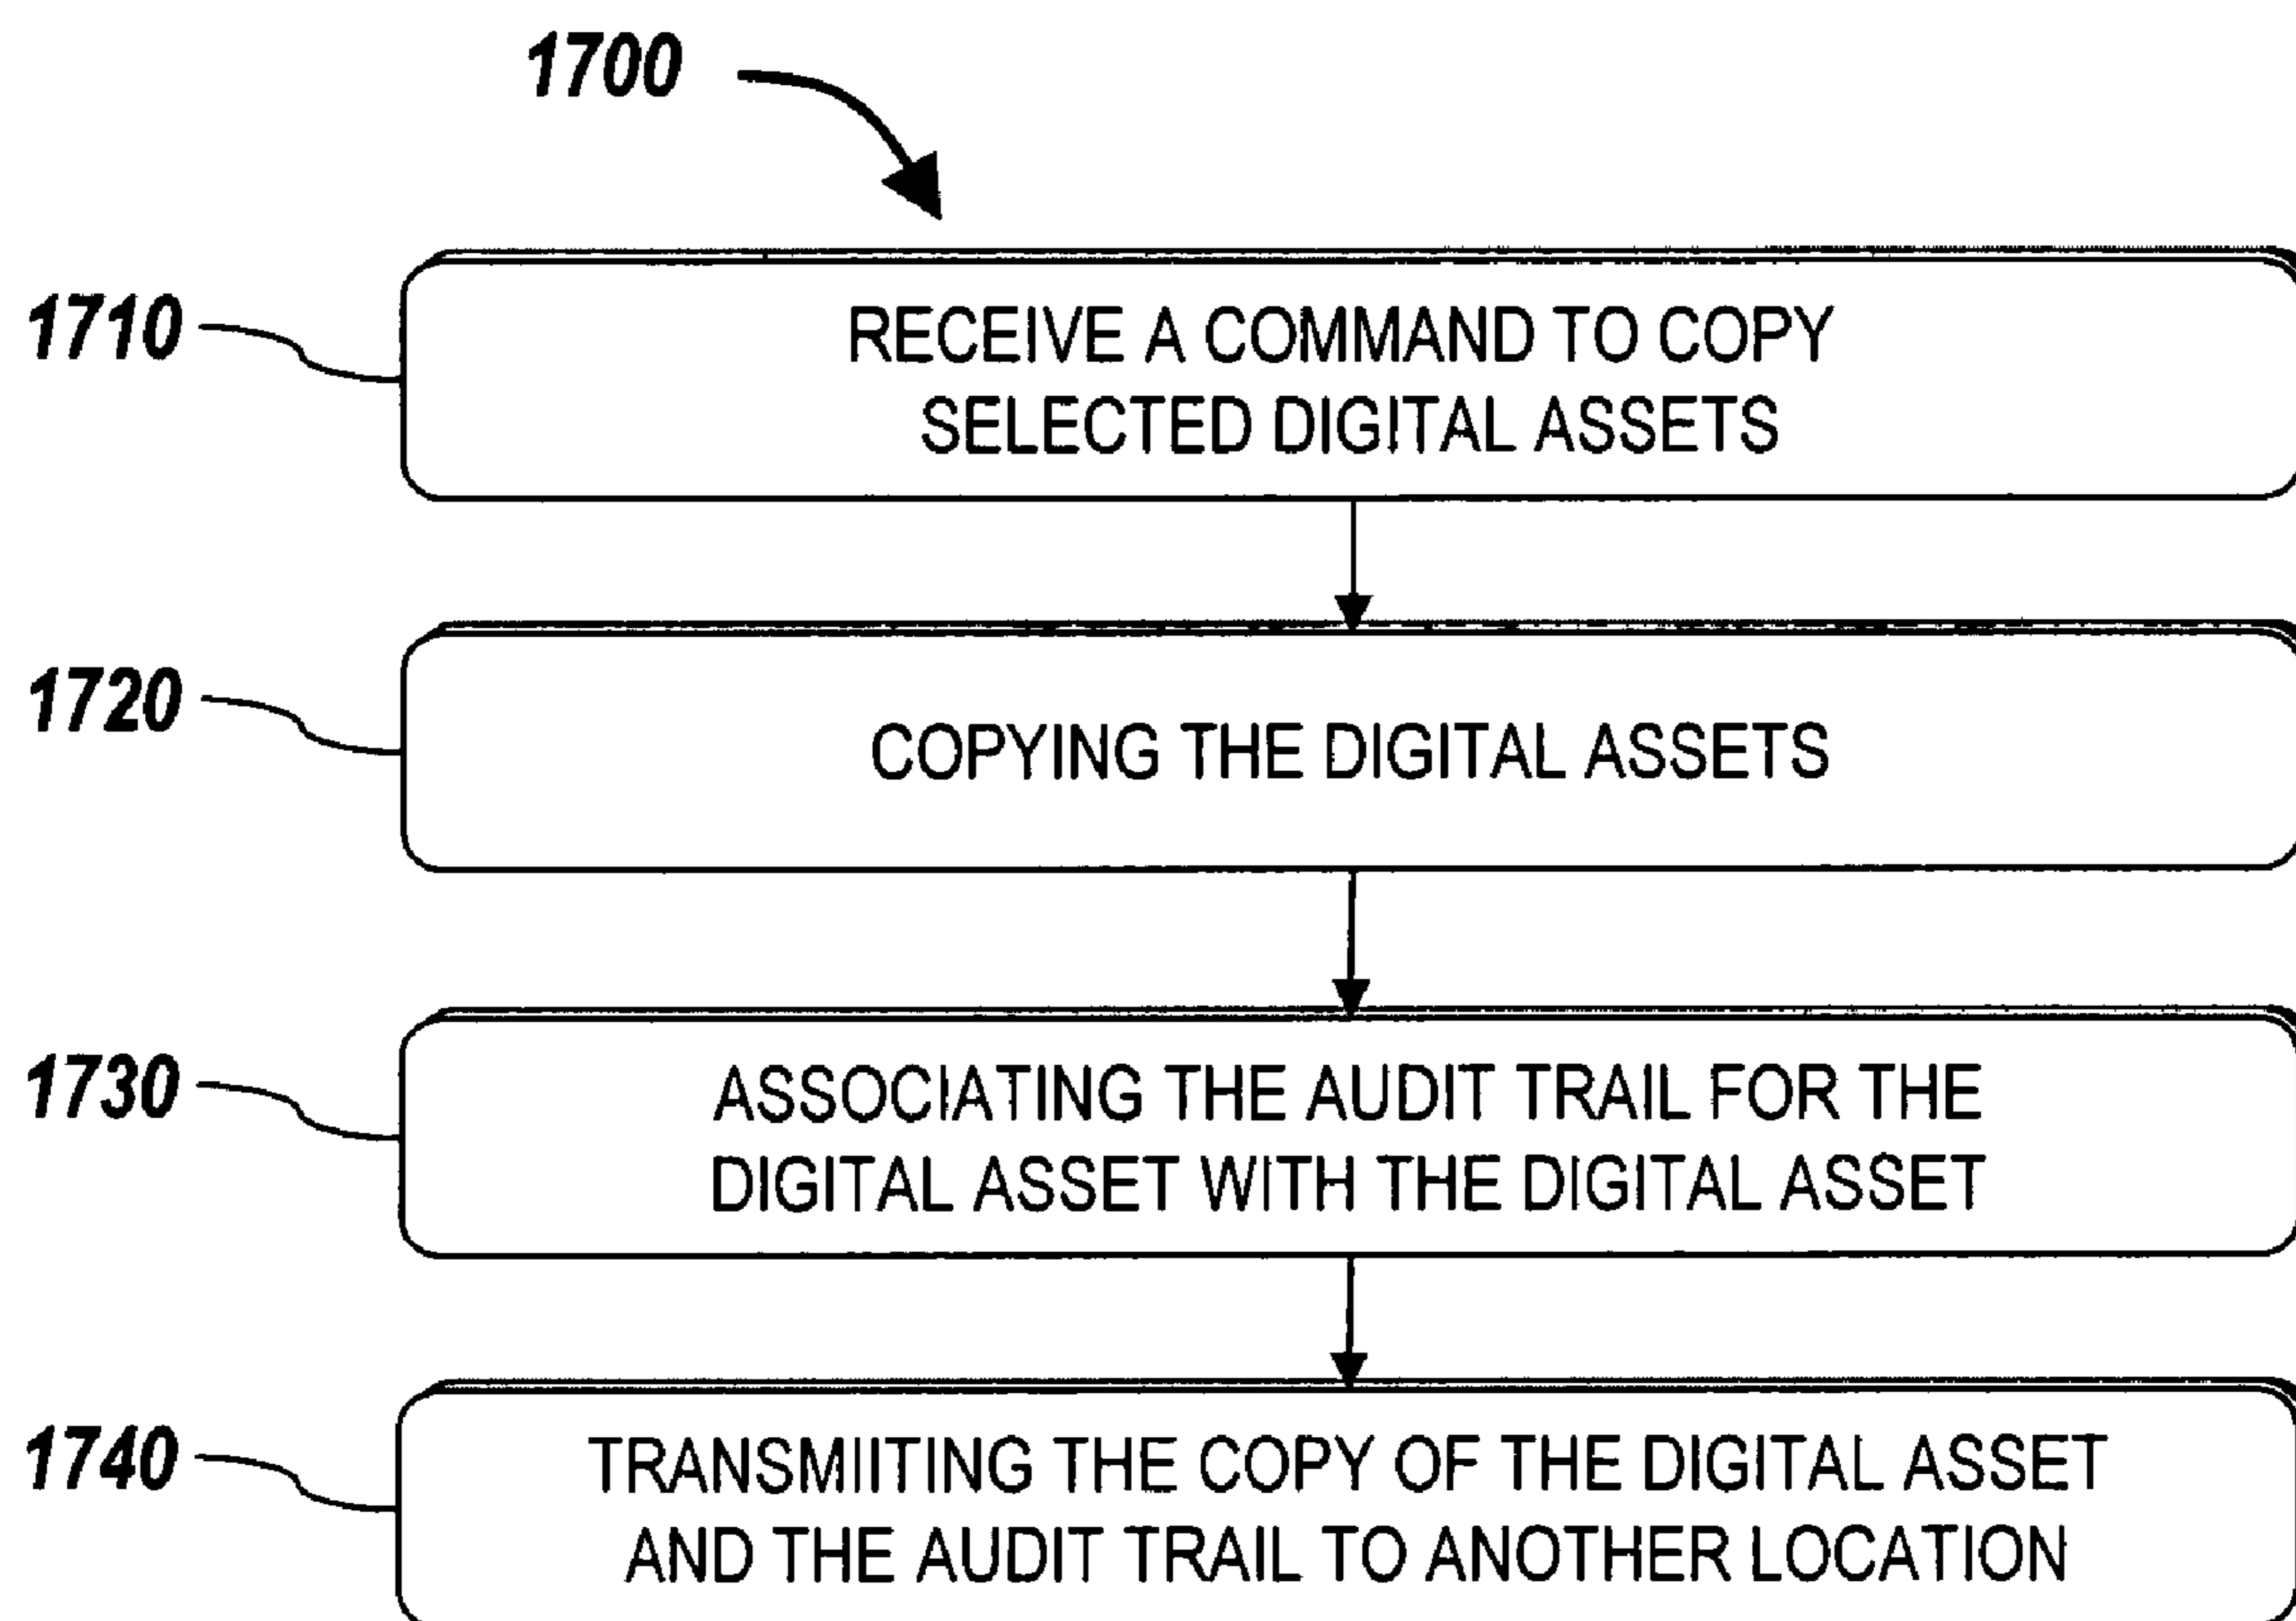 1700
1710
RECEIVE A COMMAND TO COPY
SELECTED DIGITAL ASSETS
1720
COPYING THE DIGITAL ASSETS
1730
ASSOCIATING THE AUDIT TRAIL FOR THE
DIGITAL ASSET WITH THE DIGITAL ASSET
1740
TRANSMIITING THE COPY OF THE DIGITAL ASSET
AND THE AUDIT TRAIL TO ANOTHER LOCATION